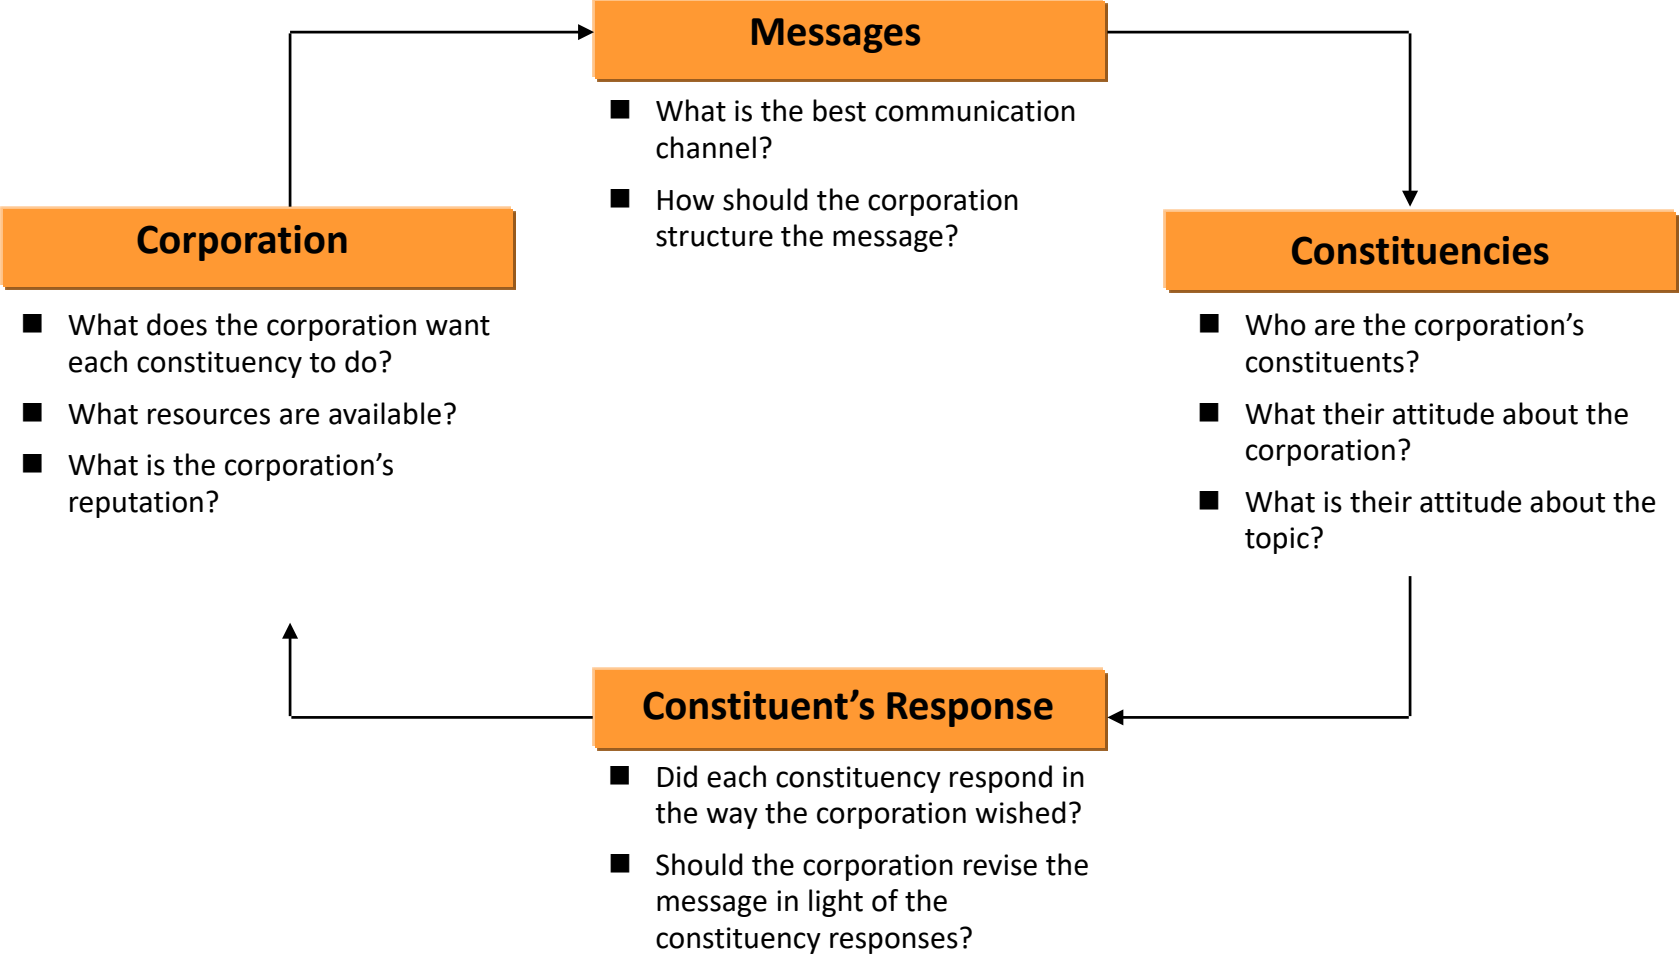 Messages
■ What is the best communication
channel?
■ How should the corporation
structure the message?
Corporation
■ What does the corporation want
each constituency to do?
■ What resources are available?
■ What is the corporation’s
reputation?
Constituencies
■ Who are the corporation’s
constituents?
■ What their attitude about the
corporation?
■ What is their attitude about the
topic?
Constituent’s Response
■ Did each constituency respond in
the way the corporation wished?
■ Should the corporation revise the
message in light of the
constituency responses?